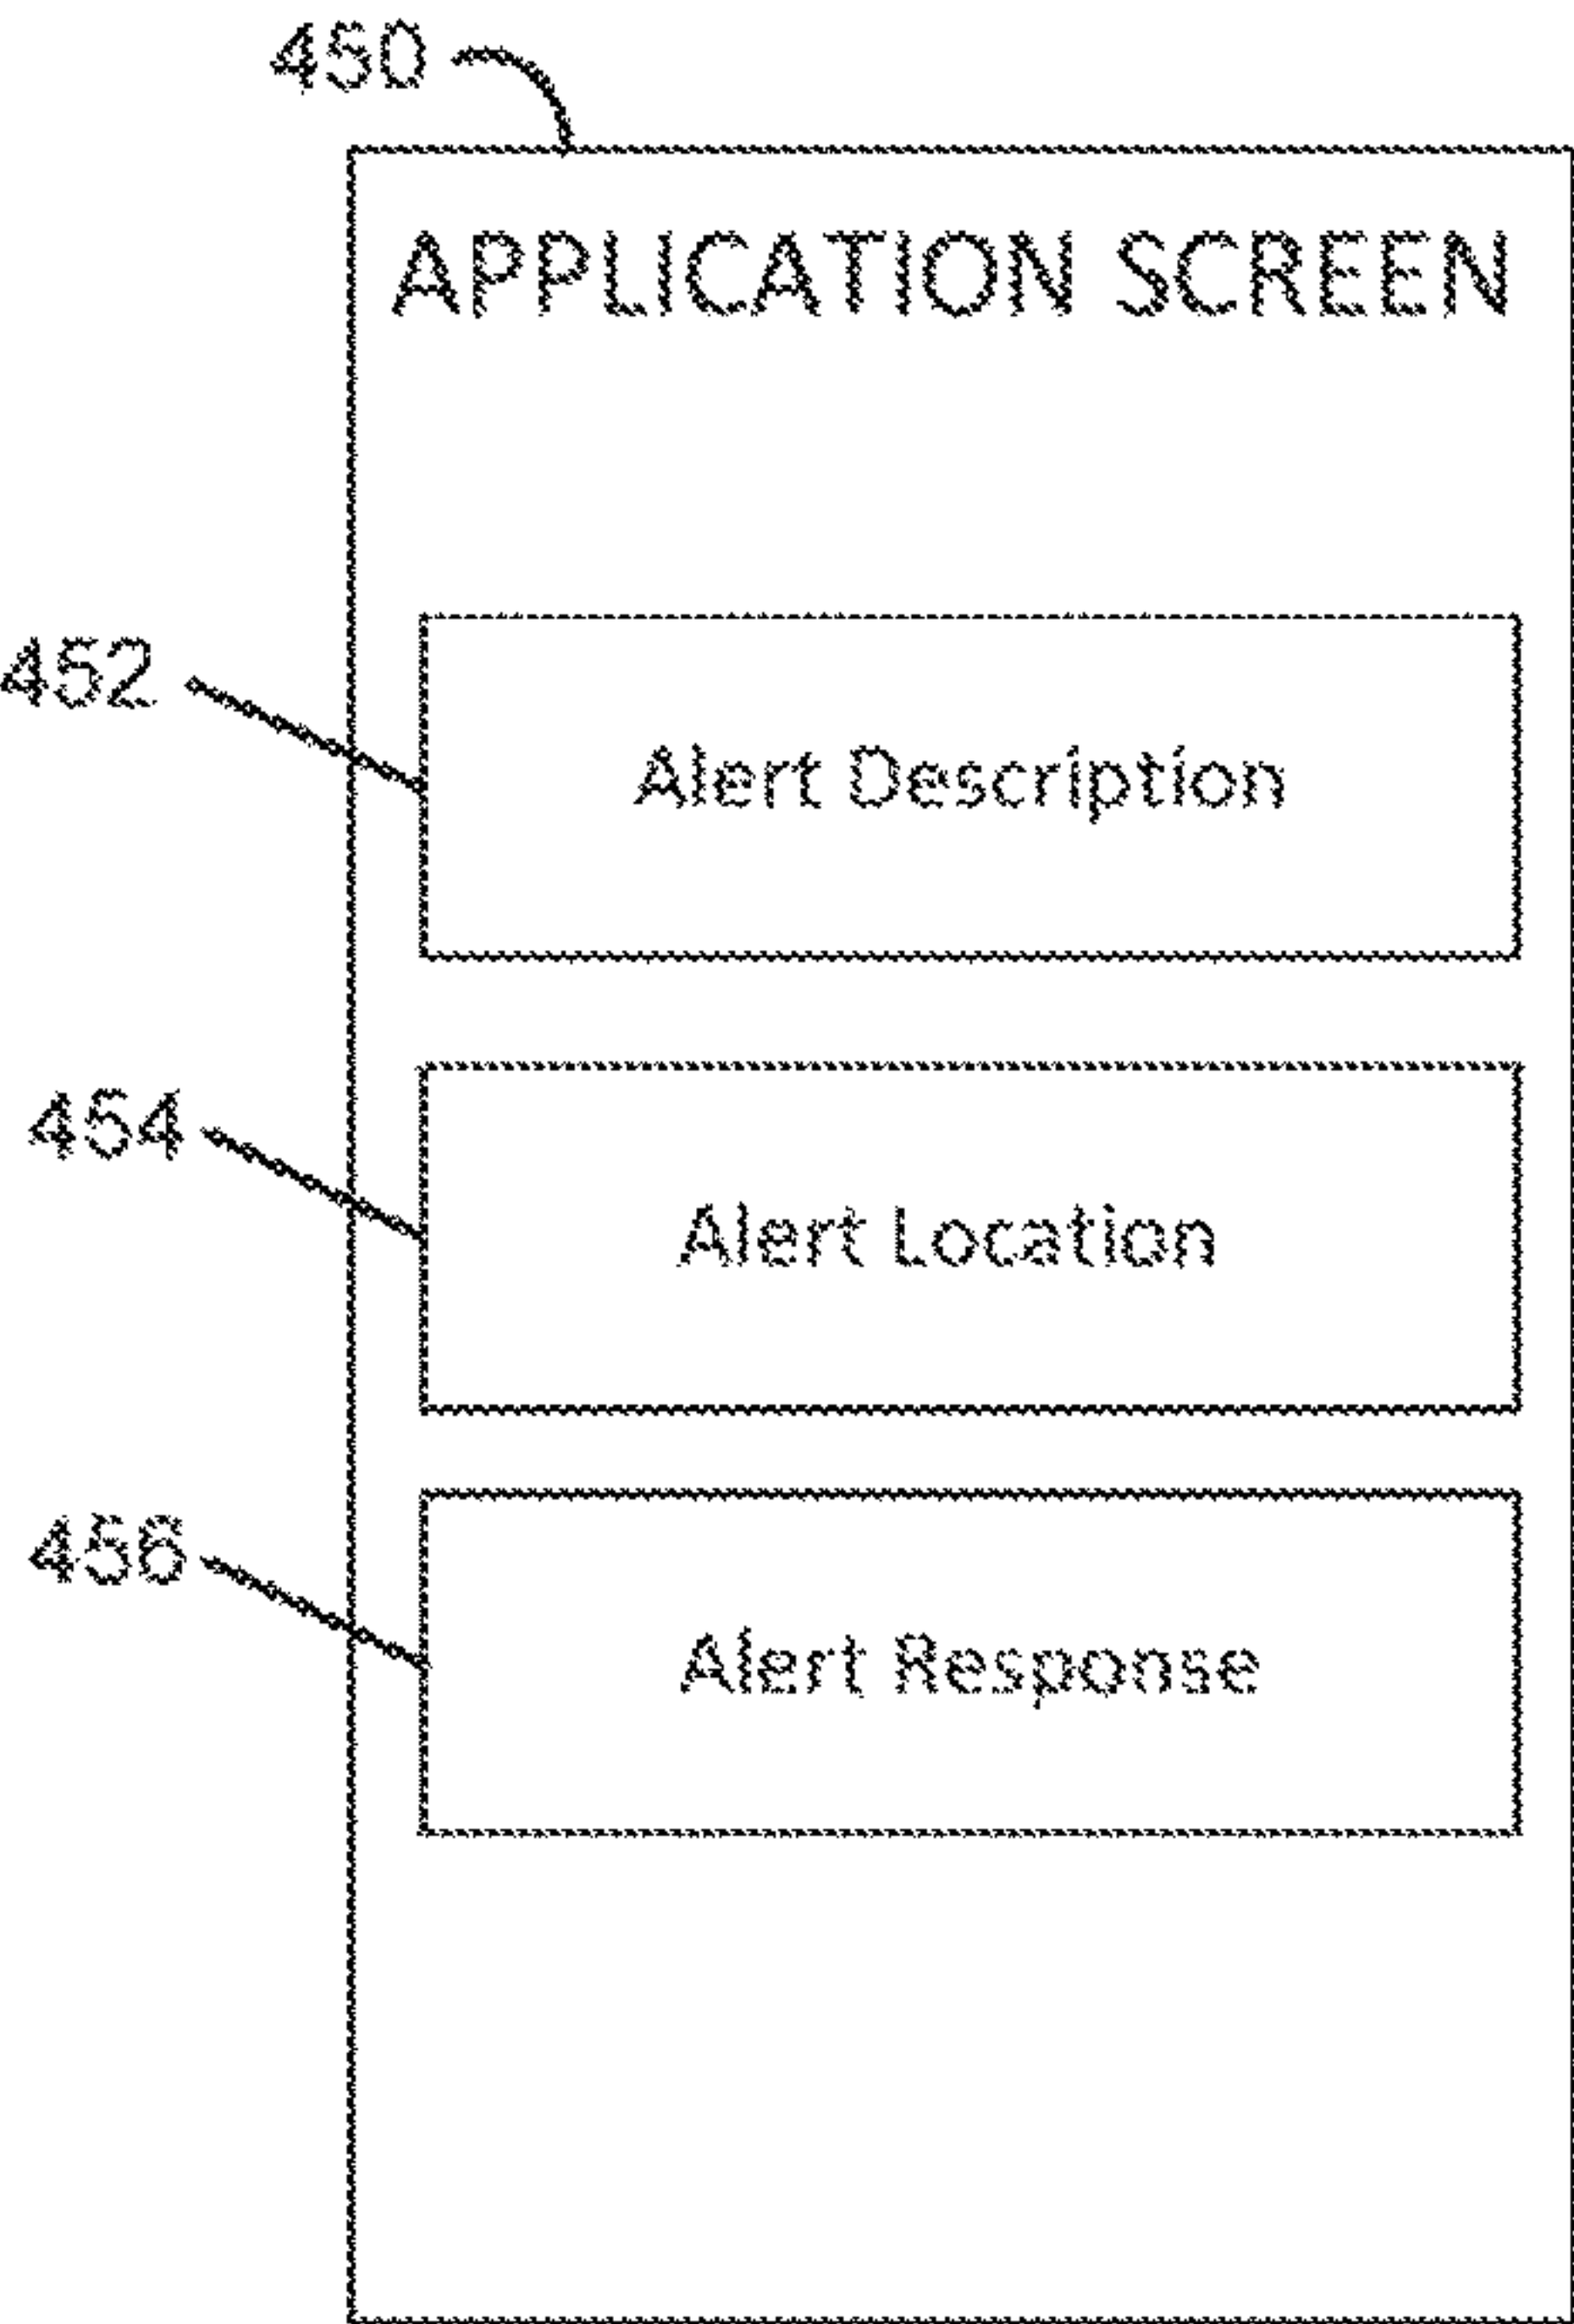 450
APPLICATION SCREEN
452
Alert Description
454
Alert Location
456
Alert Response